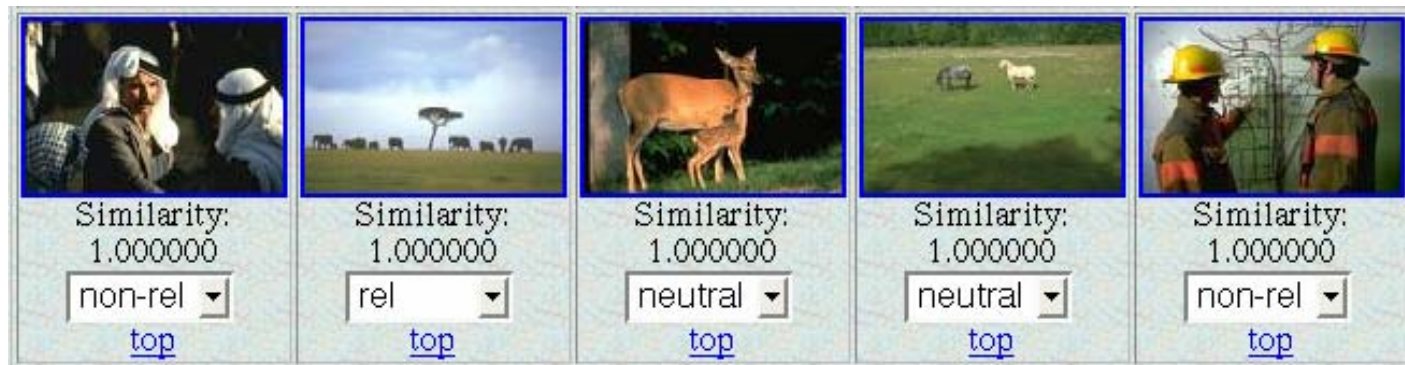 Similarity: Similarity: Similarity: Similarity: Similarity:
1.000000 1.000000 1.000000 1.000000 1.000000
non-rel rel neutral neutral non-rel
top top top top top